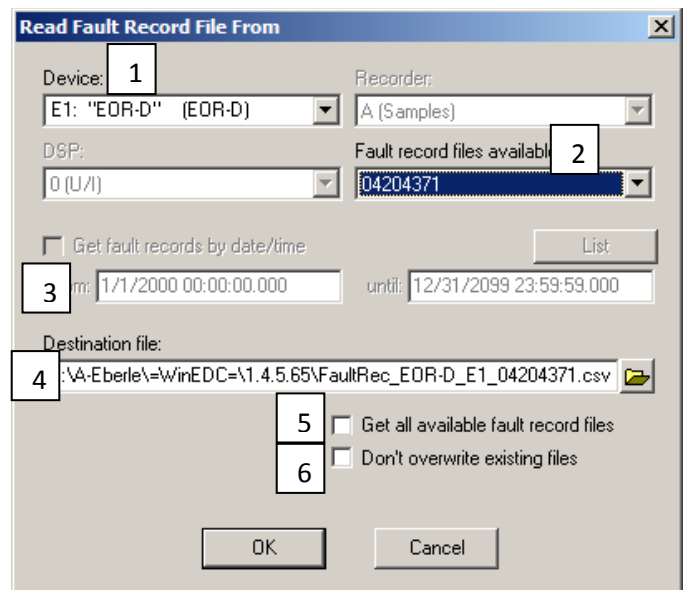 Read Fault Record File From
1
Device: Recorder:
E1: "EOR-D" (EOR-D) A (Samples)
2
DSP: Fault record files availabl
0 (U/I) 04204371
Get fault records by date/time List
3 om: 1/1/2000 00:00:00.000 until: 12/31/2099 23:59:59.000
Destination file:
4 :\A-Eberle\=WinEDC=\1.4.5.65\FaultRec_EOR-D_E1_04204371.csv
5 Get all available fault record files
6 Don't overwrite existing files
OK Cancel